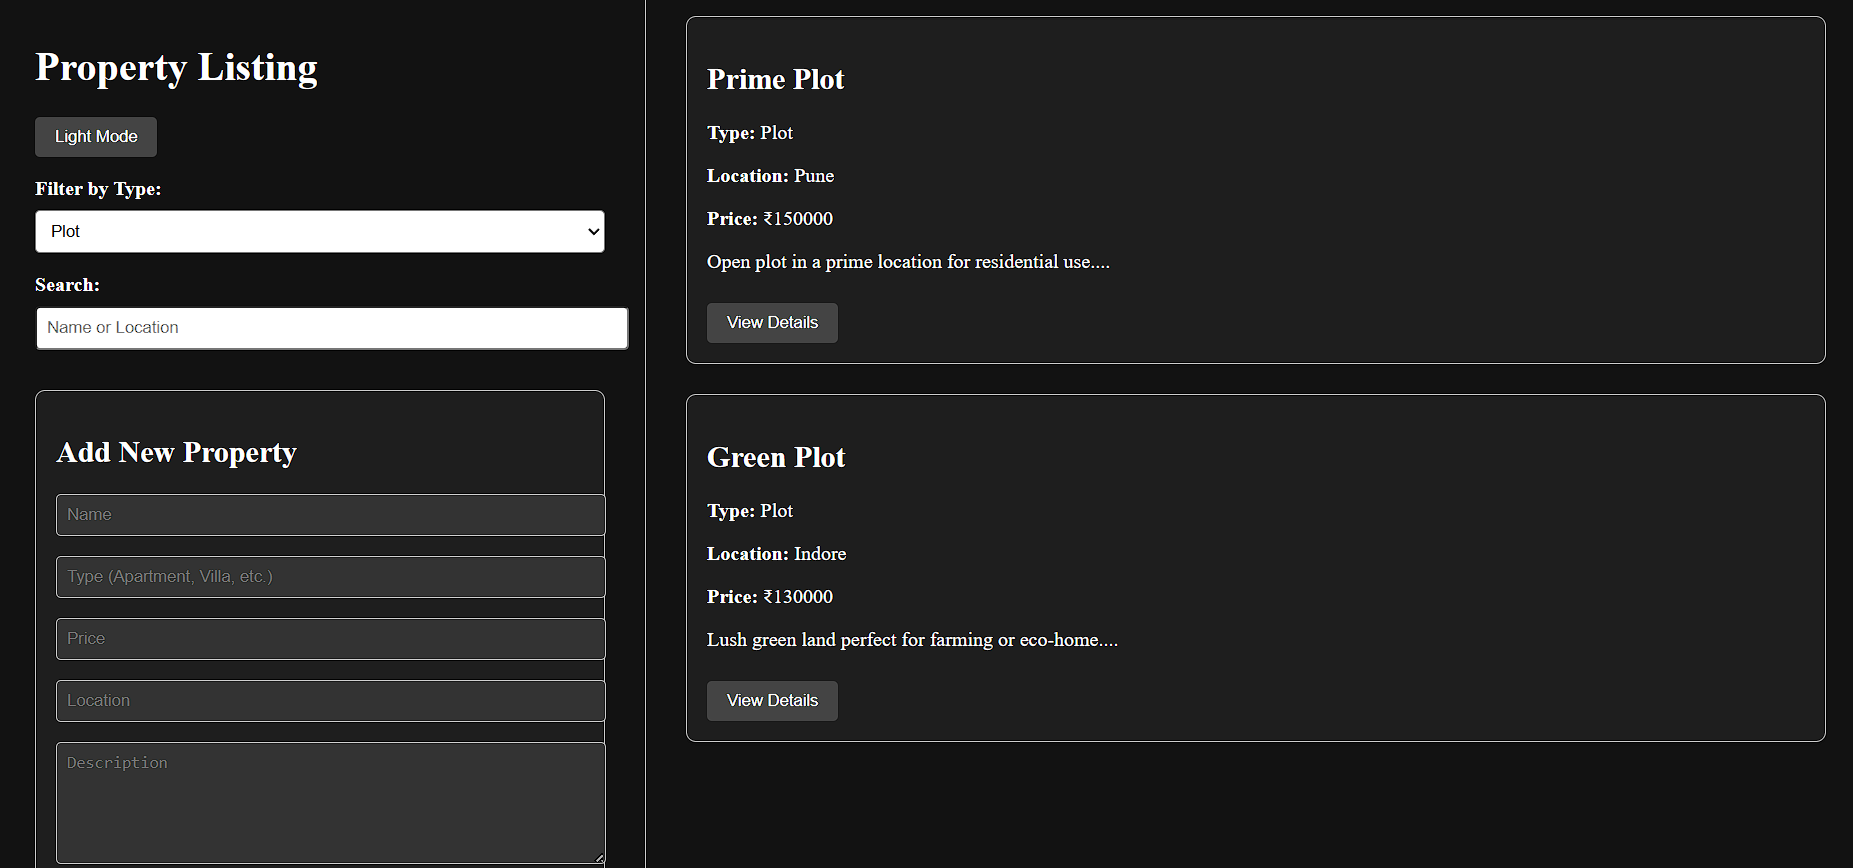 Property Listing
Light Mode
Filter by Type:
Plot
Search:
Name or Location
Add New Property
Name
Type (Apartment, Villa, etc.)
Price
Location
Description
Prime Plot
Type: Plot
Location: Pune
Price: ₹150000
Open plot in a prime location for residential use....
View Details
Green Plot
Type: Plot
Location: Indore
Price: ₹130000
Lush green land perfect for farming or eco-home....
View Details